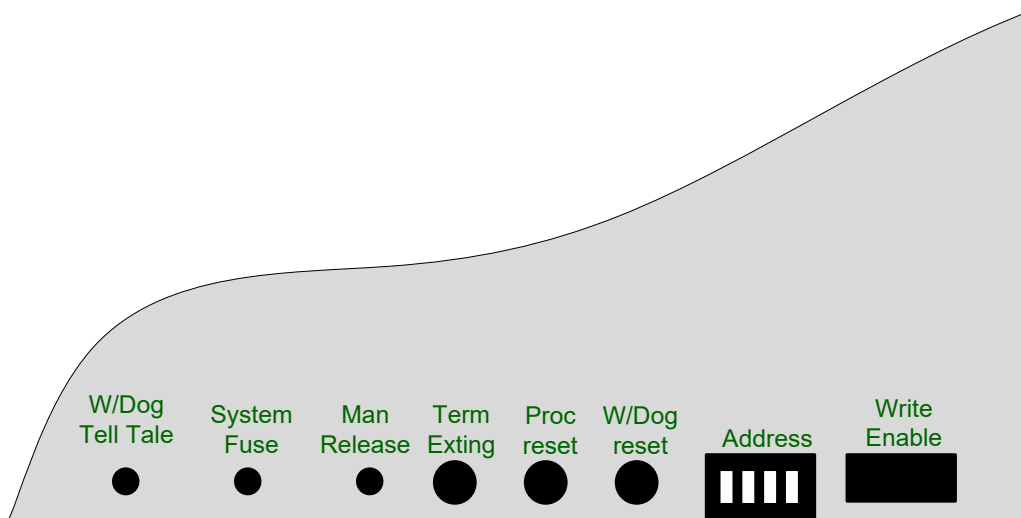 W/Dog
Tell Tale
System
Fuse
Man
Release
Term
Exting
Proc
reset
W/Dog
reset
Address
Write
Enable